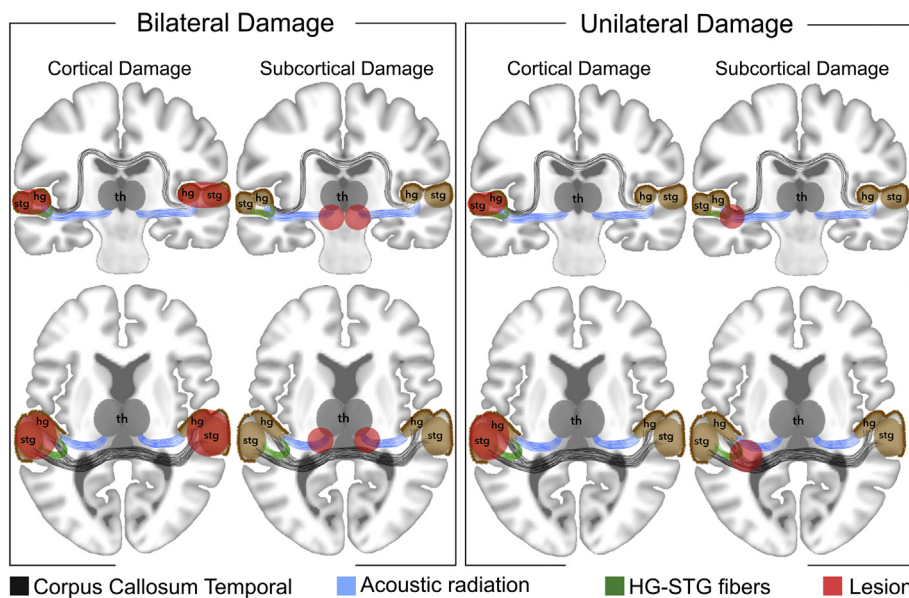 Bilateral Damage
Unilateral Damage
Cortical Damage
Subcortical Damage
Cortical Damage
Subcortical Damage
stg hg th hg stg
stg hg th hg stg
stg hg th hg stg
stg hg th hg stg
hg stg th hg stg
hg stg th hg stg
hg stg th hg stg
hg stg th hg stg
Corpus Callosum Temporal
Acoustic radiation
HG-STG fibers
Lesion